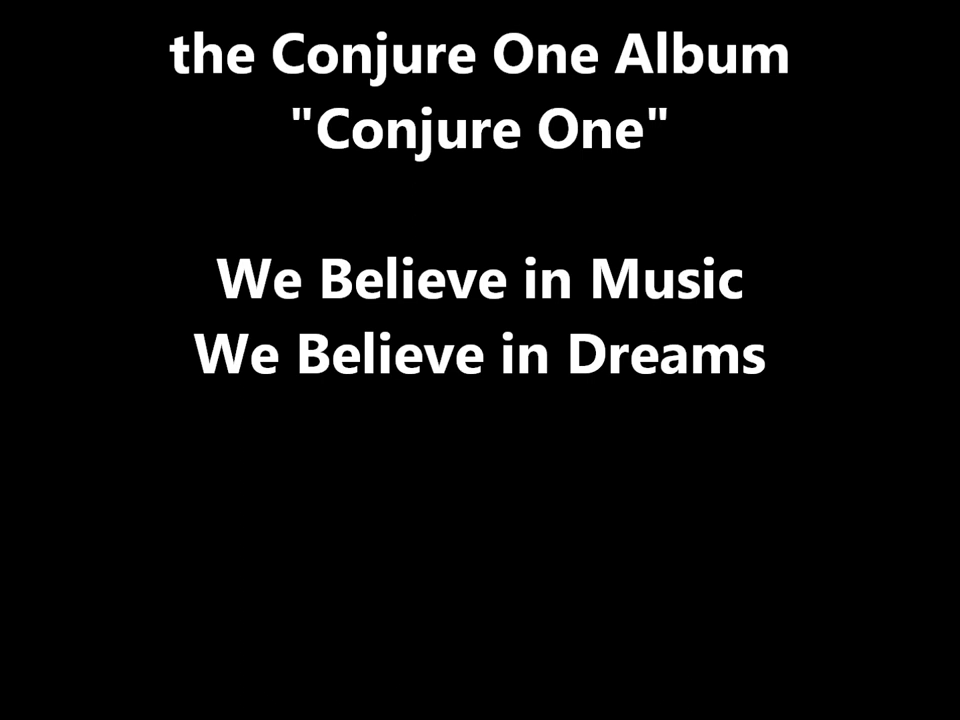 the Conjure One Album
"Conjure One"
We Believe in Music
We Believe in Dreams